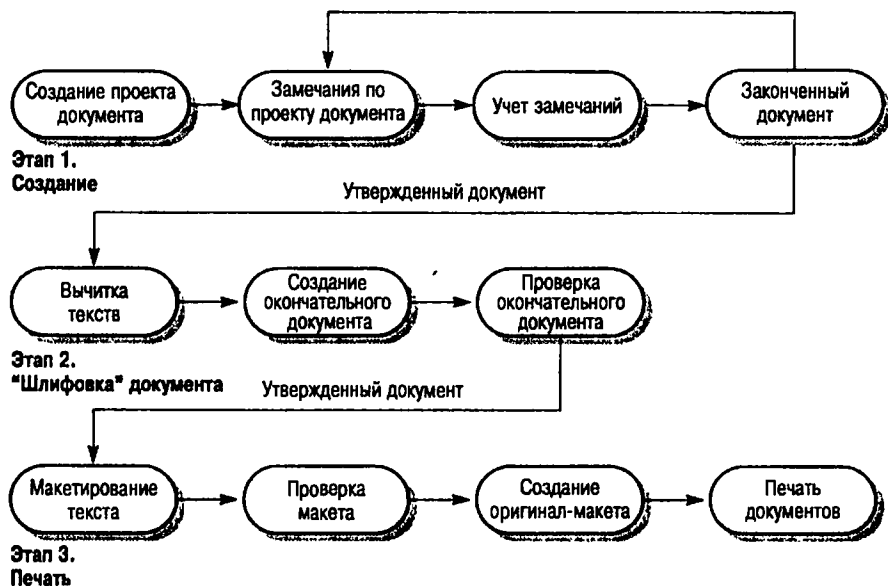 Создание проекта
документа
Замечания по
проекту документа
Учет замечаний
Законченный
документ
Этап 1.
Создание
Утвержденный документ
Вычитка
текств
Создание
окончательного
документа
Проверка
окончательного
документа
Этап 2.
"Шлифовка" документа
Утвержденный документ
Макетирование
текста
Проверка
макета
Создание
оригинал-макета
Печать
документов
Этап 3.
Печать